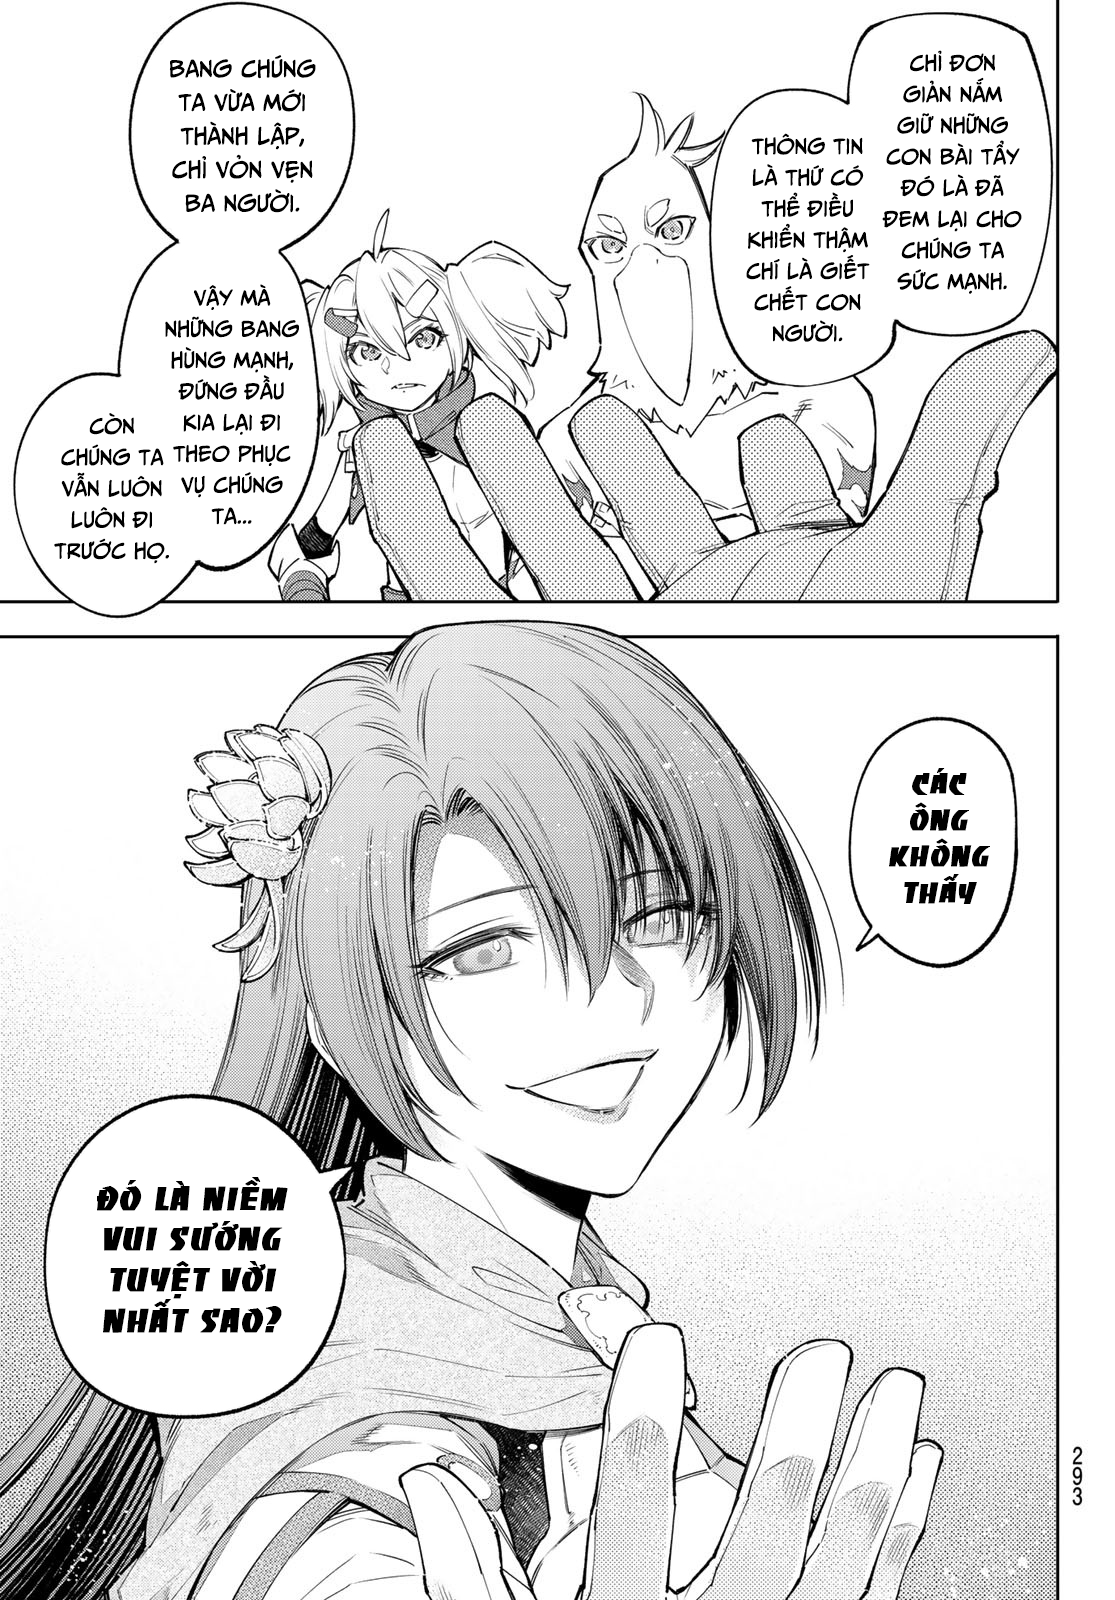 CHỈ ĐƠN
GIẢN NẮM
GIỮ NHỮNG
CON BÀI TẨY
ĐÓ LÀ ĐÃ
ĐEM LẠI CHO
CHÚNG TA
SỨC MẠNH.
THÔNG TIN
LÀ THỨ CÓ
THỂ ĐIỀU
KHIỂN THẬM
CHÍ LÀ GIẾT
CHẾT CON
NGƯỜI.
BANG CHÚNG
TA VỪA MỚI
THÀNH LẬP,
CHỈ VỎN VẸN
BA NGƯỜI.
VẬY MÀ
NHỮNG BANG
HÙNG MẠNH,
ĐỨNG ĐẦU
KIA LẠI ĐI
THEO PHỤC
VỤ CHÚNG
TA...
CÒN
CHÚNG TA
VẪN LUÔN
LUÔN ĐI
TRƯỚC HỌ.
CÁC
ÔNG
KHÔNG
THẤY
ĐÓ LÀ NIỀM
VUI SƯỚNG
TUYỆT VỜI
NHẤT SAO?
293